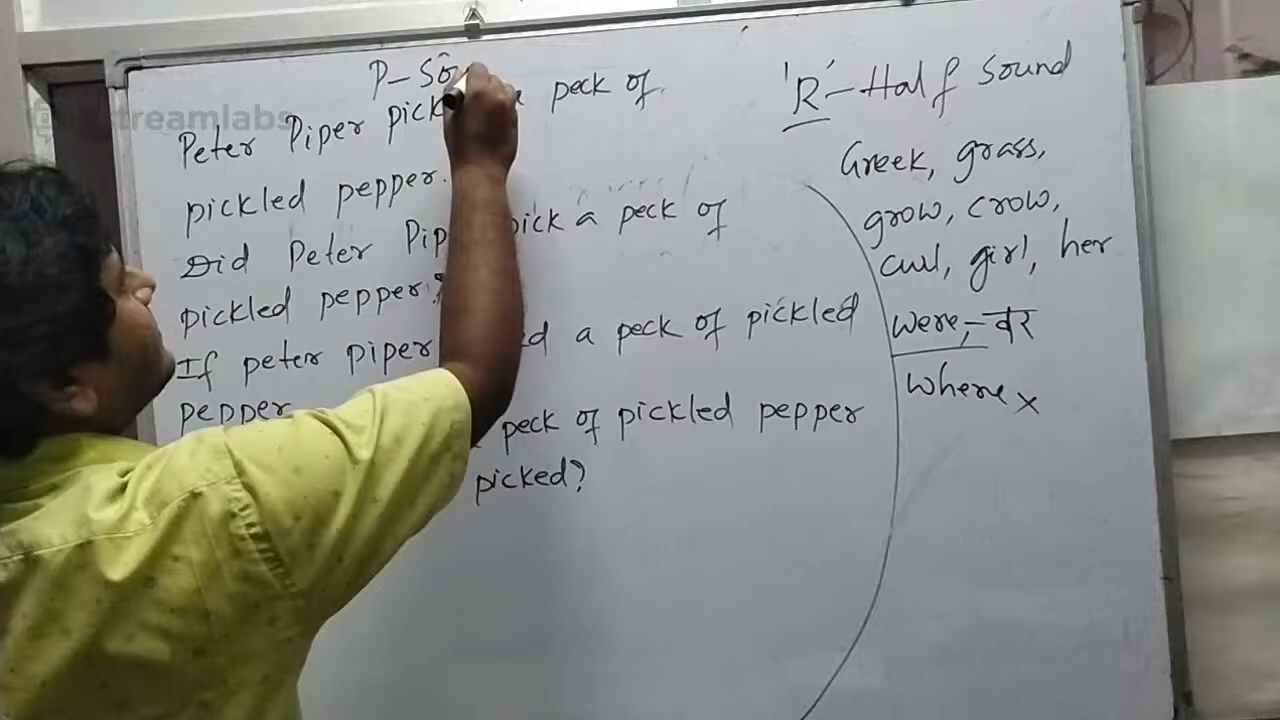 P- So
Peter Piper pick a peck of
pickled pepper.
Did Peter Pip pick a peck of
pickled pepper?
If peter piper ed a peck of pickled
pepper peck of pickled pepper
picked?
'R'- Half sound
Greek, grass,
grow, crow,
curl, girl, her
were,- वर
where x